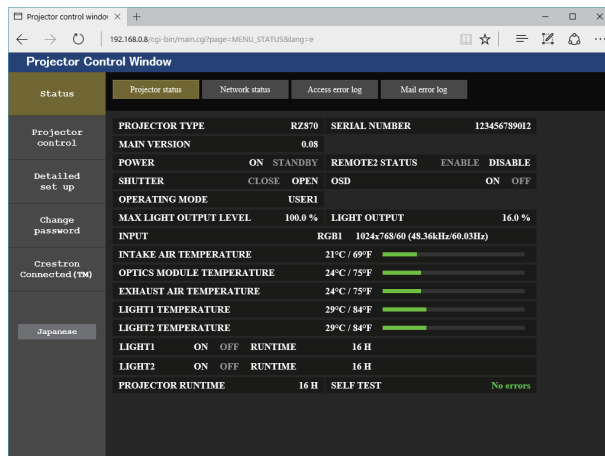 Projector control window
192.168.0.8/cgi-bin/main.cgi?page=MENU_STATUS&lang=e
Projector Control Window
Status
Projector status Network status Access error log Mail error log
Projector control
Detailed set up
Change password
Crestron Connected(TM)
Japanese
PROJECTOR TYPE RZ870 SERIAL NUMBER 123456789012
MAIN VERSION 0.08
POWER ON STANDBY REMOTE2 STATUS ENABLE DISABLE
SHUTTER CLOSE OPEN OSD ON OFF
OPERATING MODE USER1
MAX LIGHT OUTPUT LEVEL 100.0 % LIGHT OUTPUT 16.0 %
INPUT RGB1 1024x768/60 (48.36kHz/60.03Hz)
INTAKE AIR TEMPERATURE 21°C / 69°F
OPTICS MODULE TEMPERATURE 24°C / 75°F
EXHAUST AIR TEMPERATURE 24°C / 75°F
LIGHT1 TEMPERATURE 29°C / 84°F
LIGHT2 TEMPERATURE 29°C / 84°F
LIGHT1 ON OFF RUNTIME 16 H
LIGHT2 ON OFF RUNTIME 16 H
PROJECTOR RUNTIME 16 H SELF TEST No errors